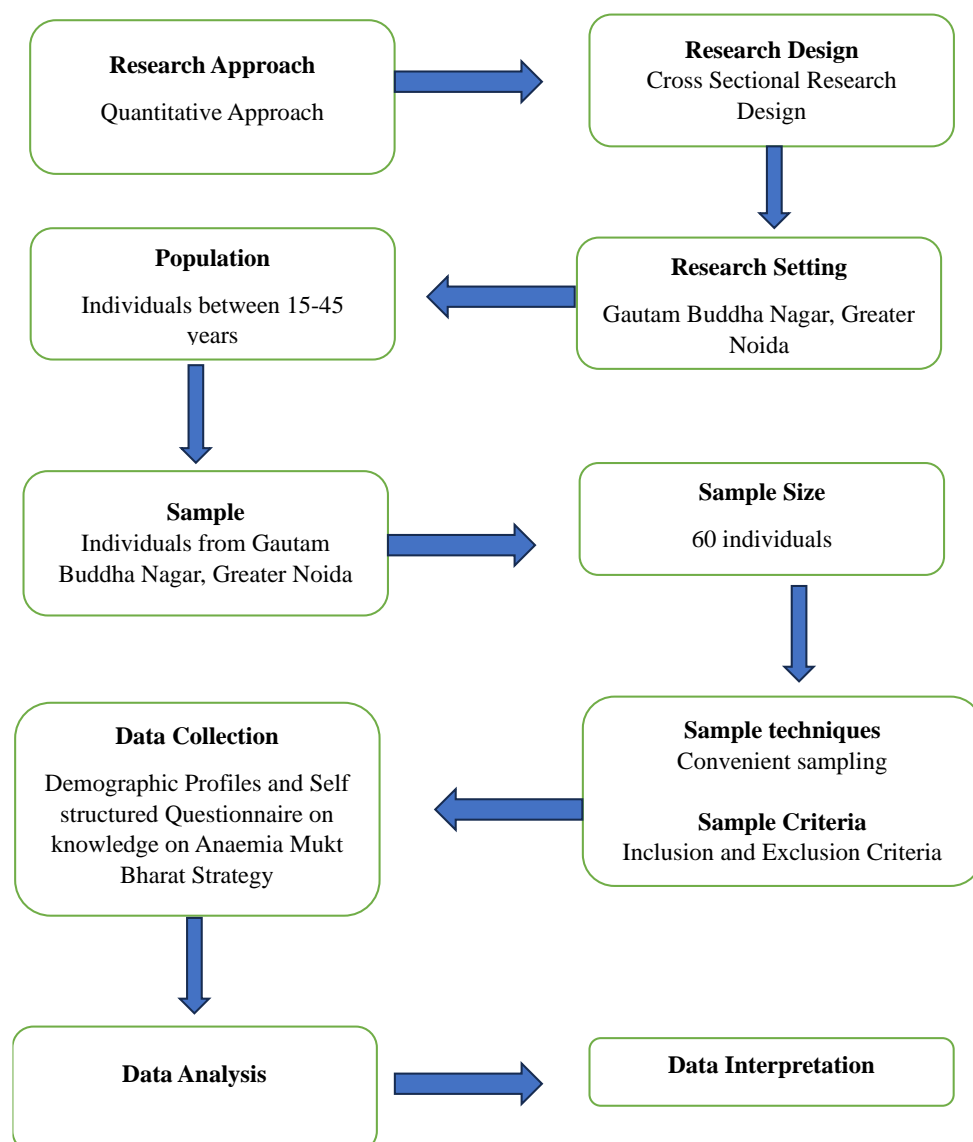 Research Approach
Quantitative Approach
Research Design
Cross Sectional Research
Design
Research Setting
Gautam Buddha Nagar, Greater
Noida
Population
Individuals between 15-45
years
Sample
Individuals from Gautam
Buddha Nagar, Greater Noida
Sample Size
60 individuals
Sample techniques
Convenient sampling
Sample Criteria
Inclusion and Exclusion Criteria
Data Collection
Demographic Profiles and Self
structured Questionnaire on
knowledge on Anaemia Mukt
Bharat Strategy
Data Analysis
Data Interpretation